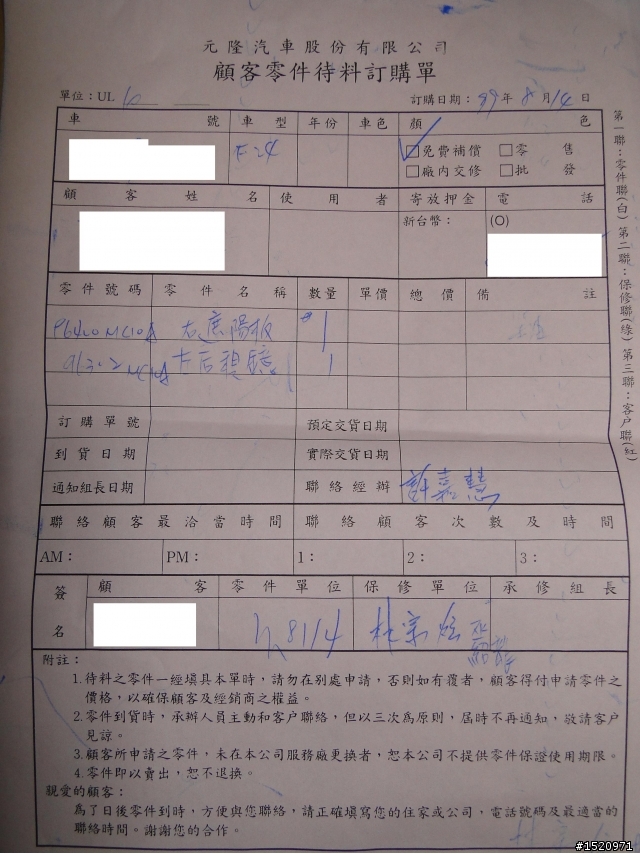 元隆汽車股份有限公司
顧客零件待料訂購單
單位：UL 訂購日期：99年8月14日
車號 車型 年份 車色 顏色
F24 免費補償 零售
廠內交修 批發
顧客姓名 使用者 寄放押金 電話
新台幣： (O)
零件號碼 零件名稱 數量 單價 總價 備註
右遮陽板 1
1
訂購單號 預定交貨日期
到貨日期 實際交貨日期
通知組長日期 聯絡經辦 許嘉慧
聯絡顧客最洽當時間 聯絡顧客次數及時間
AM： PM： 1： 2： 3：
簽名 顧客 零件單位 保修單位 承修組長
8114 林宗炫
附註：
1.待料之零件一經填具本單時，請勿在別處申請，否則如有覆者，顧客得付申請零件之
價格，以確保顧客及經銷商之權益。
2.零件到貨時，承辦人員主動和客戶聯絡，但以三次為原則，屆時不再通知，敬請客戶
見諒。
3.顧客所申請之零件，未在本公司服務廠更換者，恕本公司不提供零件保證使用期限。
4.零件即以賣出，恕不退換。
親愛的顧客：
為了日後零件到時，方便與您聯絡，請正確填寫您的住家或公司，電話號碼及最適當的
聯絡時間。謝謝您的合作。
第一聯：零件聯(白) 第二聯：保修聯(綠) 第三聯：客戶聯(紅)
#1520971